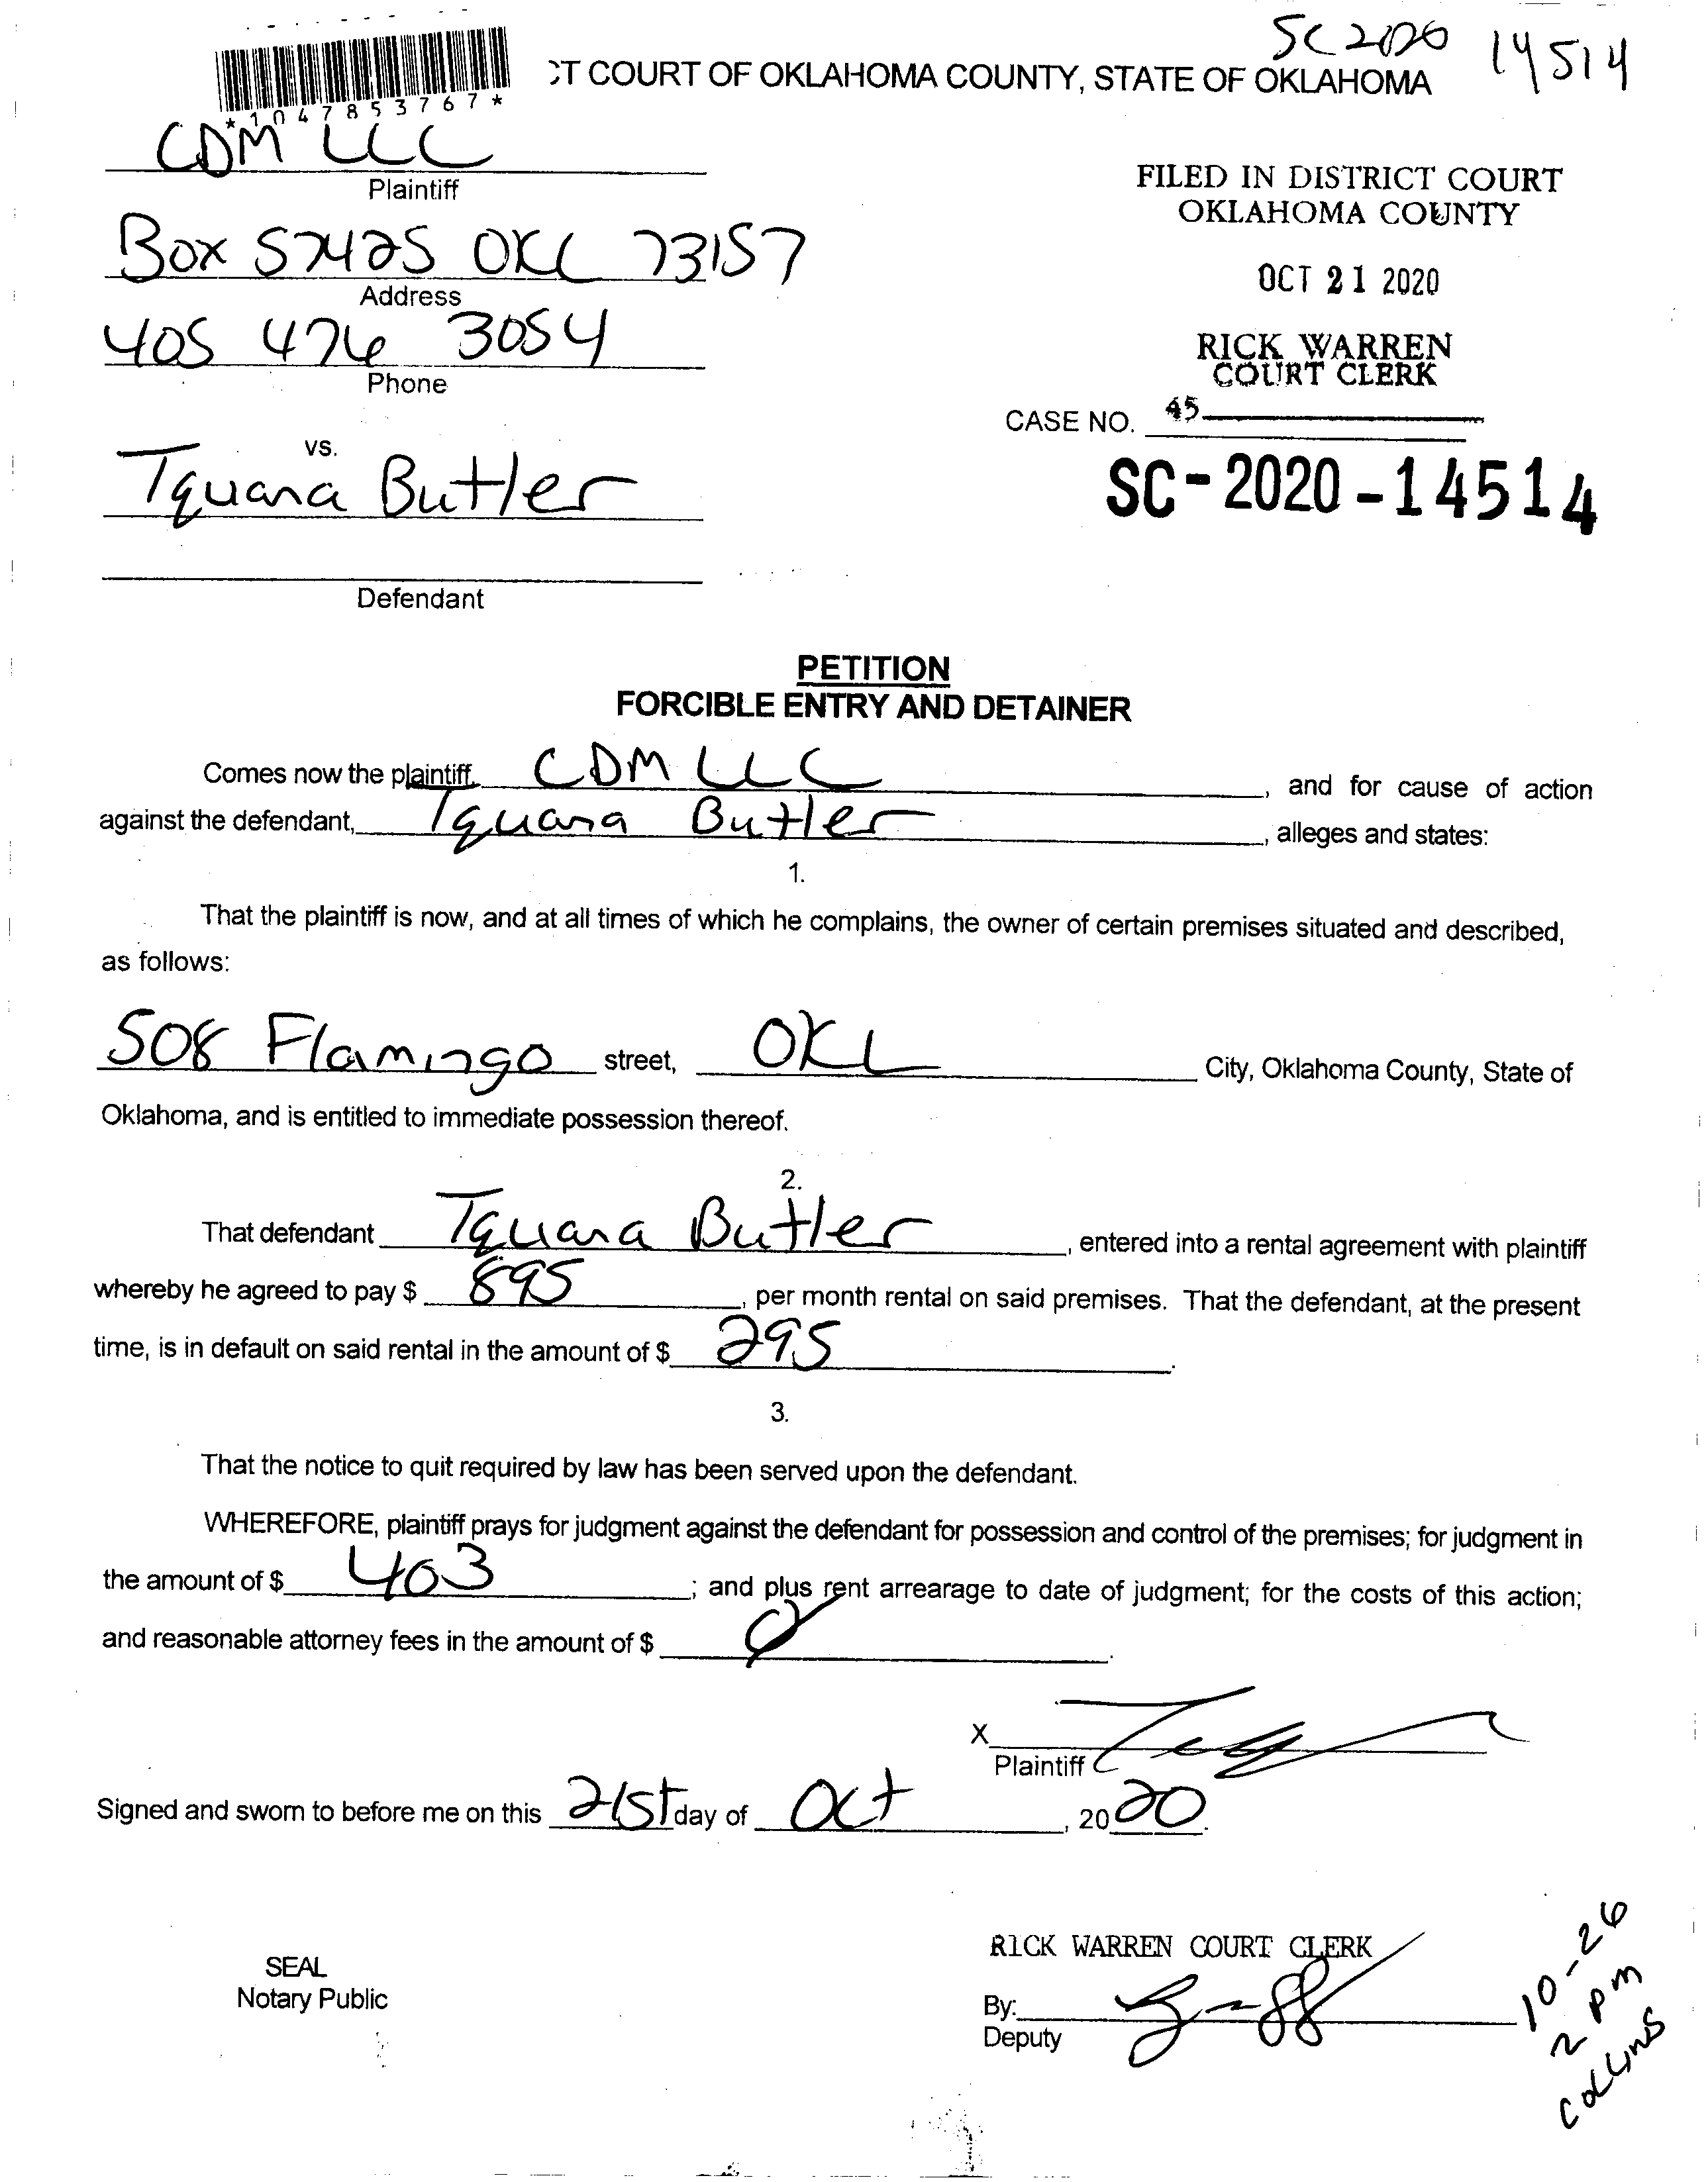 SC2020 14514
CT COURT OF OKLAHOMA COUNTY, STATE OF OKLAHOMA
*1047853767*
CDM LLC
Plaintiff
Box 57425 OKC 73157
Address
405 476 3054
Phone
FILED IN DISTRICT COURT
OKLAHOMA COUNTY
OCT 21 2020
RICK WARREN
COURT CLERK
CASE NO. 45
SC-2020-14514
vs.
Tquana Butler
Defendant
PETITION
FORCIBLE ENTRY AND DETAINER
Comes now the plaintiff, CDM LLC, and for cause of action
against the defendant, Tquana Butler, alleges and states:
1.
That the plaintiff is now, and at all times of which he complains, the owner of certain premises situated and described,
as follows:
508 Flamingo street, OKC City, Oklahoma County, State of
Oklahoma, and is entitled to immediate possession thereof.
2.
That defendant Tquana Butler, entered into a rental agreement with plaintiff
whereby he agreed to pay $ 895, per month rental on said premises. That the defendant, at the present
time, is in default on said rental in the amount of $ 295.
3.
That the notice to quit required by law has been served upon the defendant.
WHEREFORE, plaintiff prays for judgment against the defendant for possession and control of the premises; for judgment in
the amount of $ 403; and plus rent arrearage to date of judgment; for the costs of this action;
and reasonable attorney fees in the amount of $ 0.
X
Plaintiff
Signed and sworn to before me on this 21st day of Oct, 2020.
SEAL
Notary Public
RICK WARREN COURT CLERK
By:
Deputy
10-26
2 pm
Collins